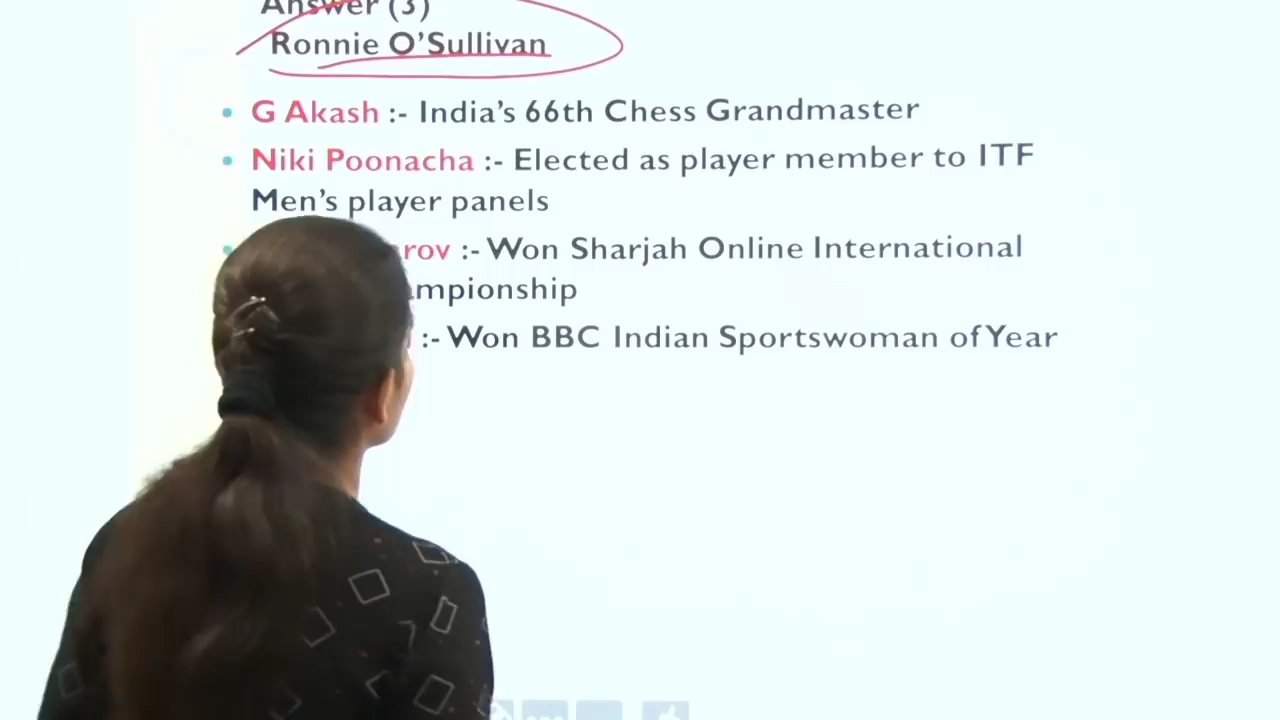 Answer (3)
Ronnie O'Sullivan
• G Akash :- India's 66th Chess Grandmaster
• Niki Poonacha :- Elected as player member to ITF
Men's player panels
rov :- Won Sharjah Online International
mpionship
:- Won BBC Indian Sportswoman of Year